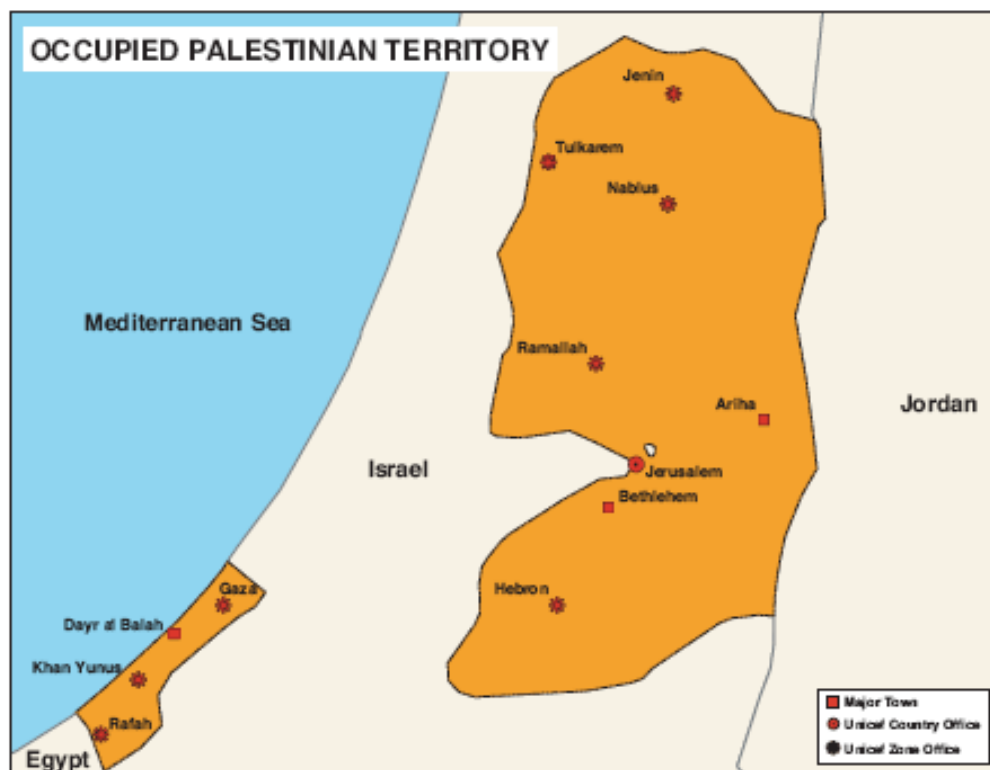 OCCUPIED PALESTINIAN TERRITORY
Jenin
Tulkarem
Nablus
Mediterranean Sea
Ramallah
Ariha
Jordan
Israel
Jerusalem
Bethlehem
Gaza
Hebron
Dayr al Balah
Khan Yunus
Rafah
Egypt
Major Town
Unicef Country Office
Unicef Zone Office